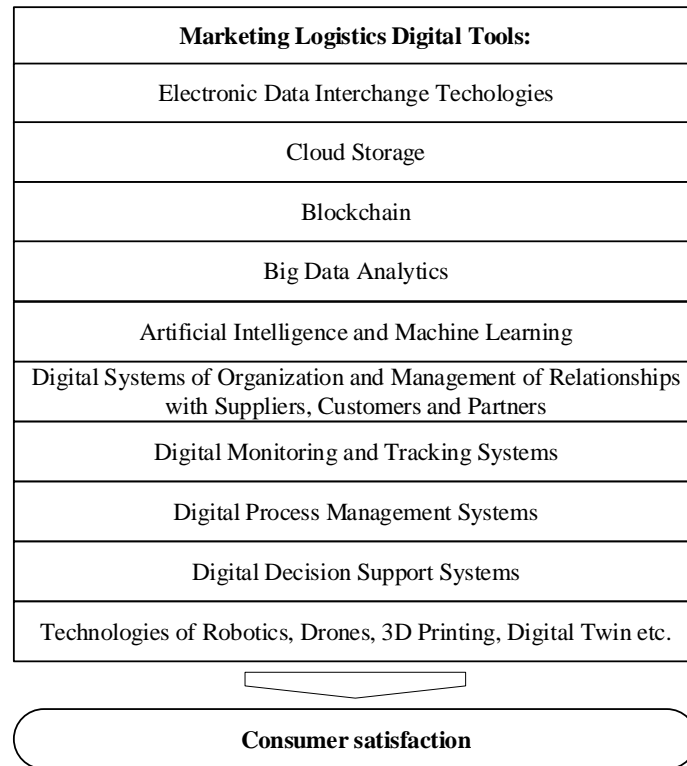 Marketing Logistics Digital Tools:
Electronic Data Interchange Techologies
Cloud Storage
Blockchain
Big Data Analytics
Artificial Intelligence and Machine Learning
Digital Systems of Organization and Management of Relationships
with Suppliers, Customers and Partners
Digital Monitoring and Tracking Systems
Digital Process Management Systems
Digital Decision Support Systems
Technologies of Robotics, Drones, 3D Printing, Digital Twin etc.
Consumer satisfaction